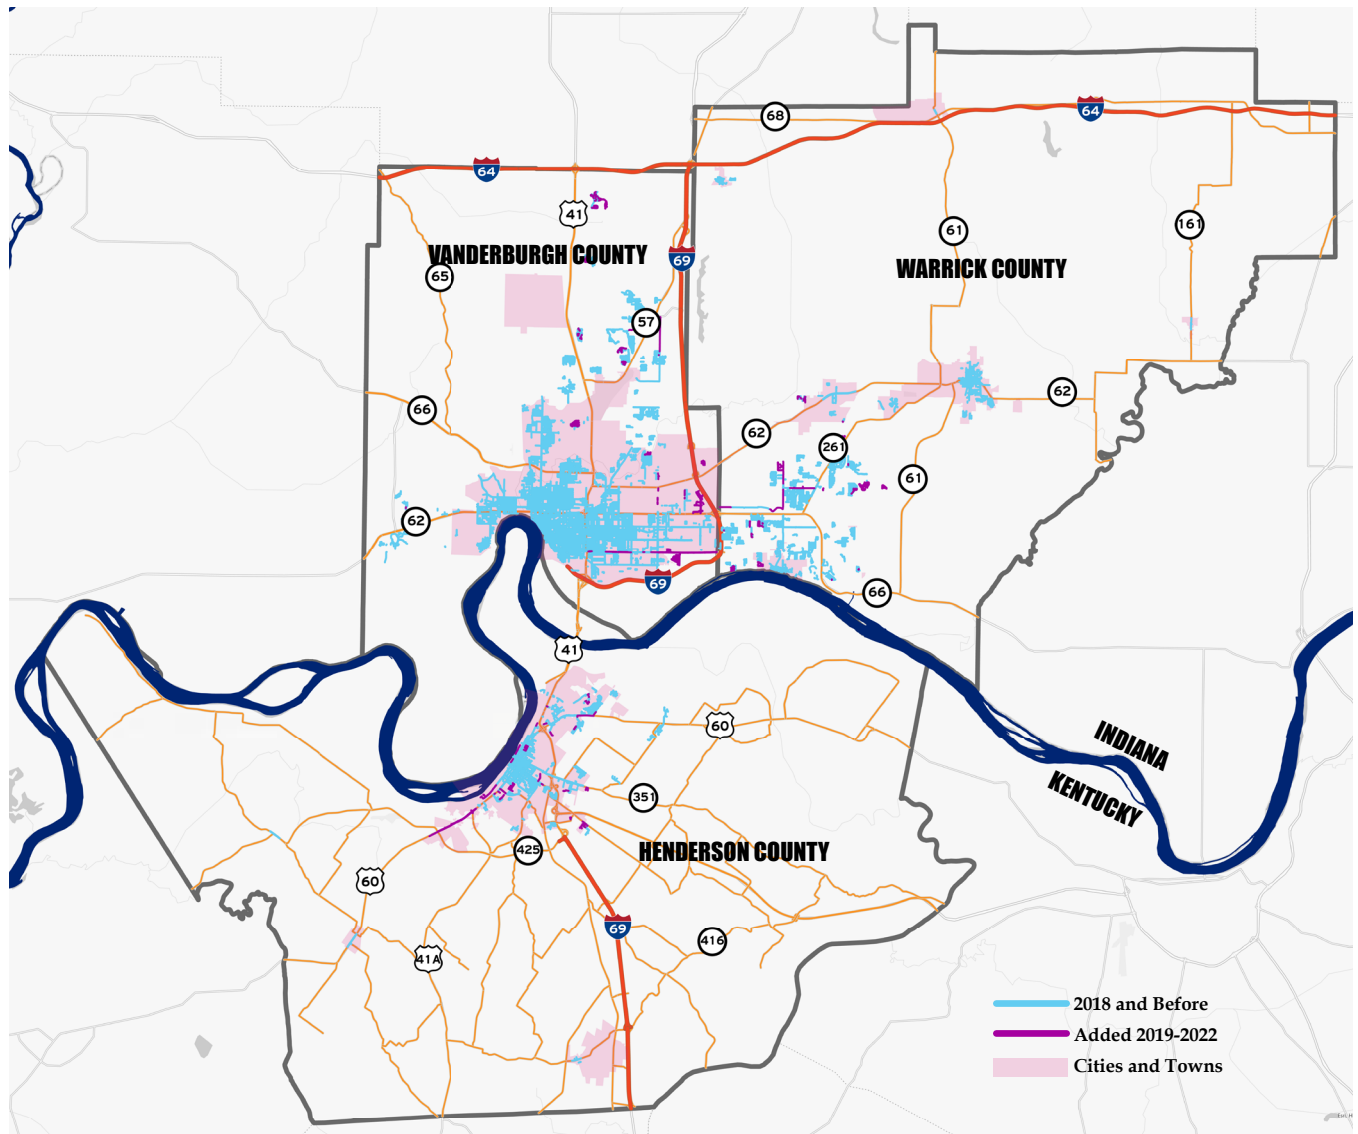 68
64
64
41
161
61
VANDERBURGH COUNTY
69
WARRICK COUNTY
65
57
62
66
62
261
61
62
69
66
41
60
INDIANA
KENTUCKY
351
425
HENDERSON COUNTY
60
69
416
41A
2018 and Before
Added 2019-2022
Cities and Towns